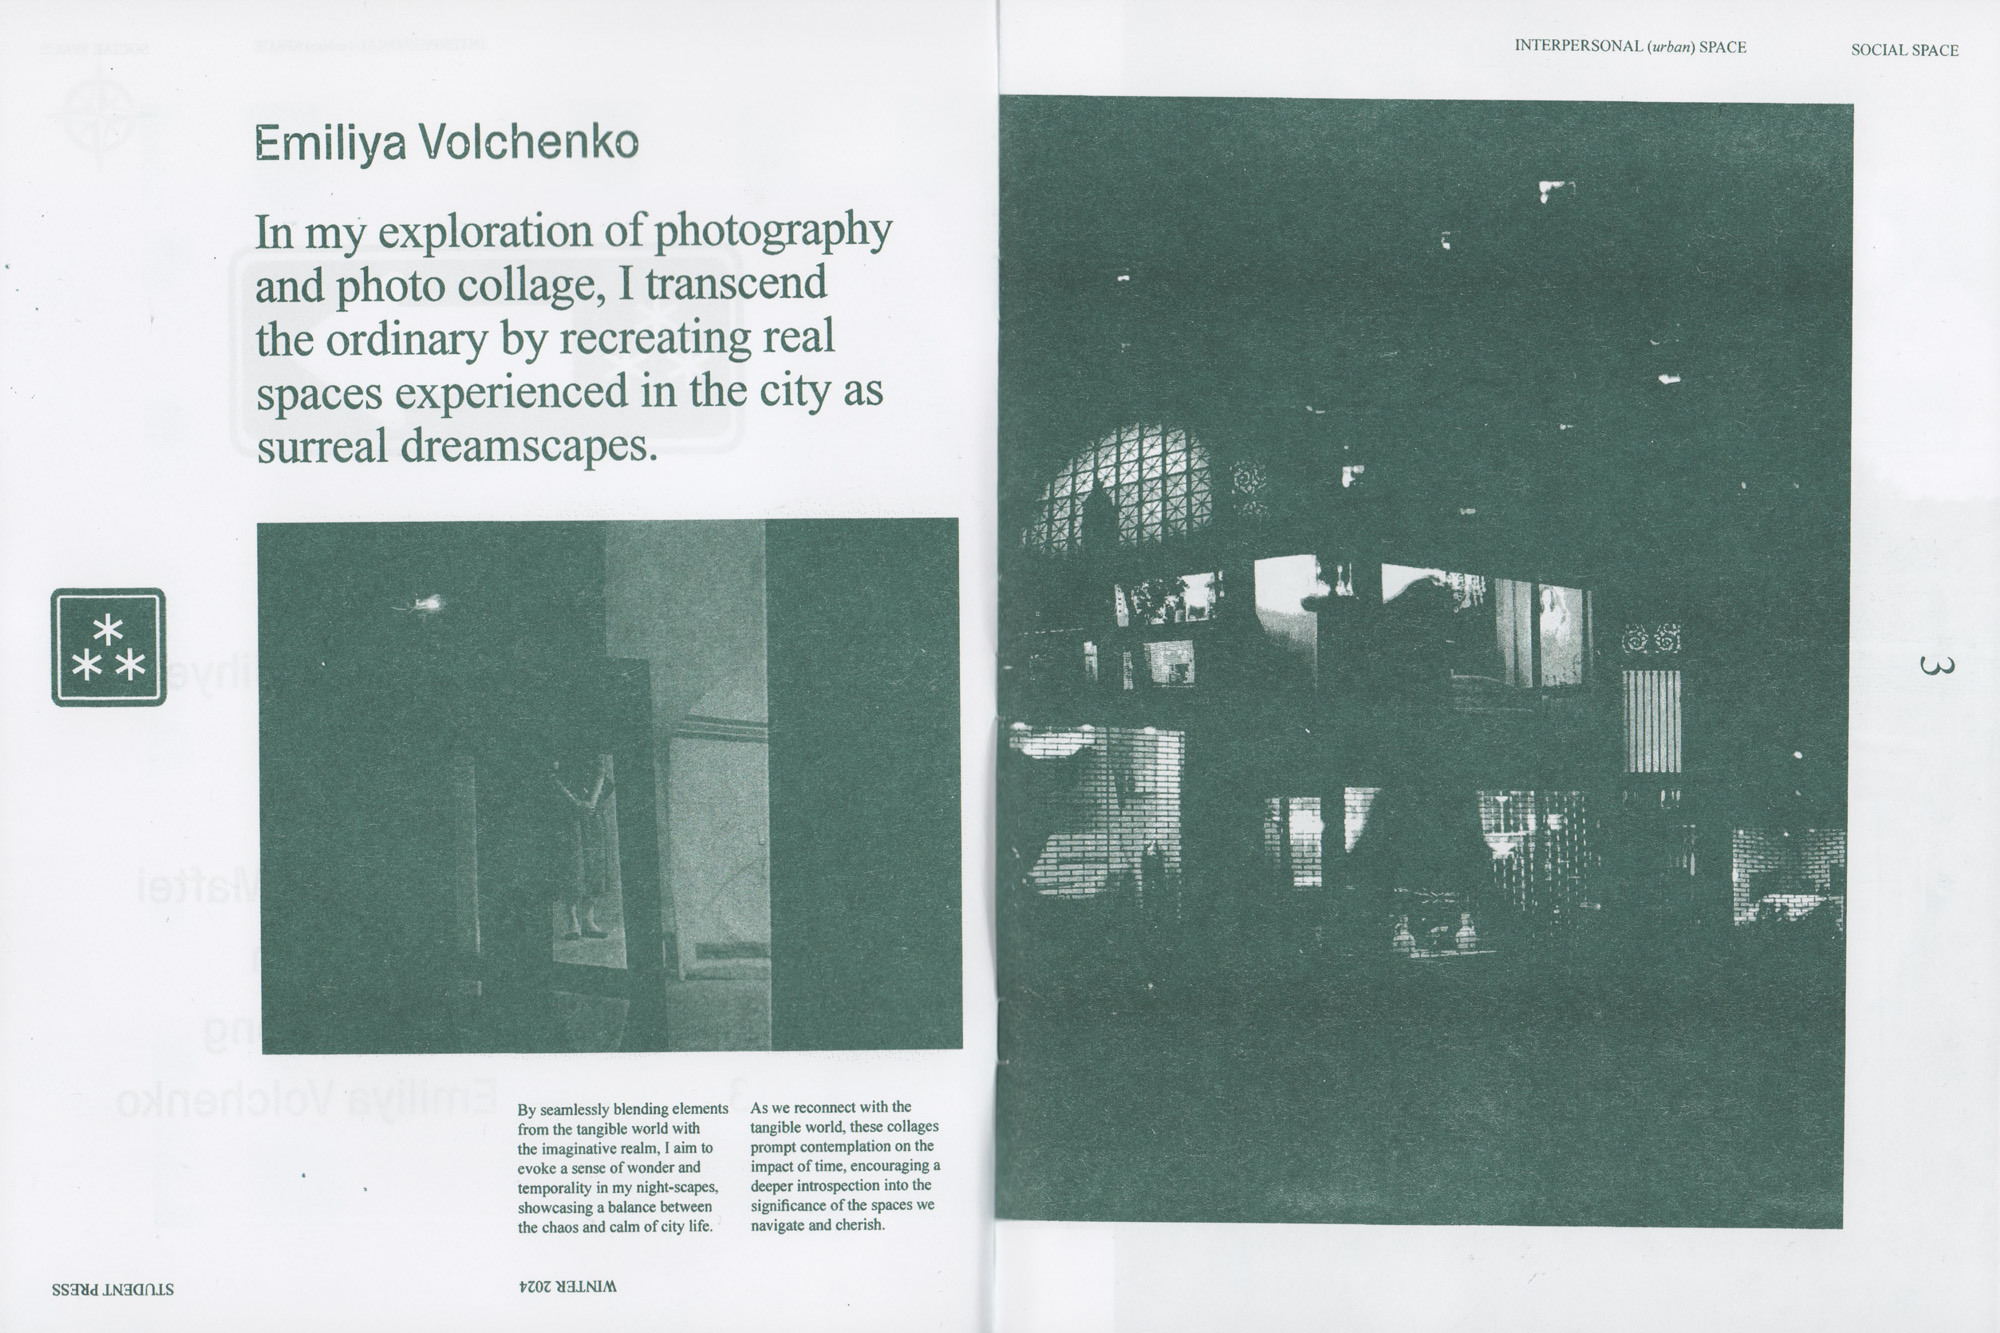 INTERPERSONAL (urban) SPACE
SOCIAL SPACE
Emiliya Volchenko
In my exploration of photography
and photo collage, I transcend
the ordinary by recreating real
spaces experienced in the city as
surreal dreamscapes.
⁂
By seamlessly blending elements
from the tangible world with
the imaginative realm, I aim to
evoke a sense of wonder and
temporality in my night-scapes,
showcasing a balance between
the chaos and calm of city life.
As we reconnect with the
tangible world, these collages
prompt contemplation on the
impact of time, encouraging a
deeper introspection into the
significance of the spaces we
navigate and cherish.
STUDENT PRESS
WINTER 2024
3